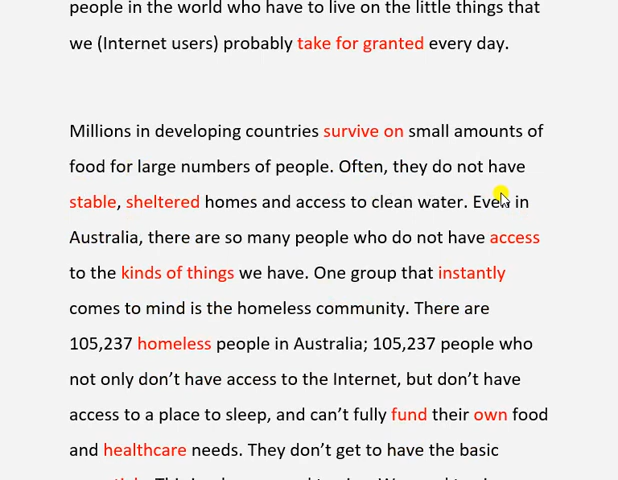 people in the world who have to live on the little things that
we (Internet users) probably take for granted every day.
Millions in developing countries survive on small amounts of
food for large numbers of people. Often, they do not have
stable, sheltered homes and access to clean water. Even in
Australia, there are so many people who do not have access
to the kinds of things we have. One group that instantly
comes to mind is the homeless community. There are
105,237 homeless people in Australia; 105,237 people who
not only don’t have access to the Internet, but don’t have
access to a place to sleep, and can’t fully fund their own food
and healthcare needs. They don’t get to have the basic